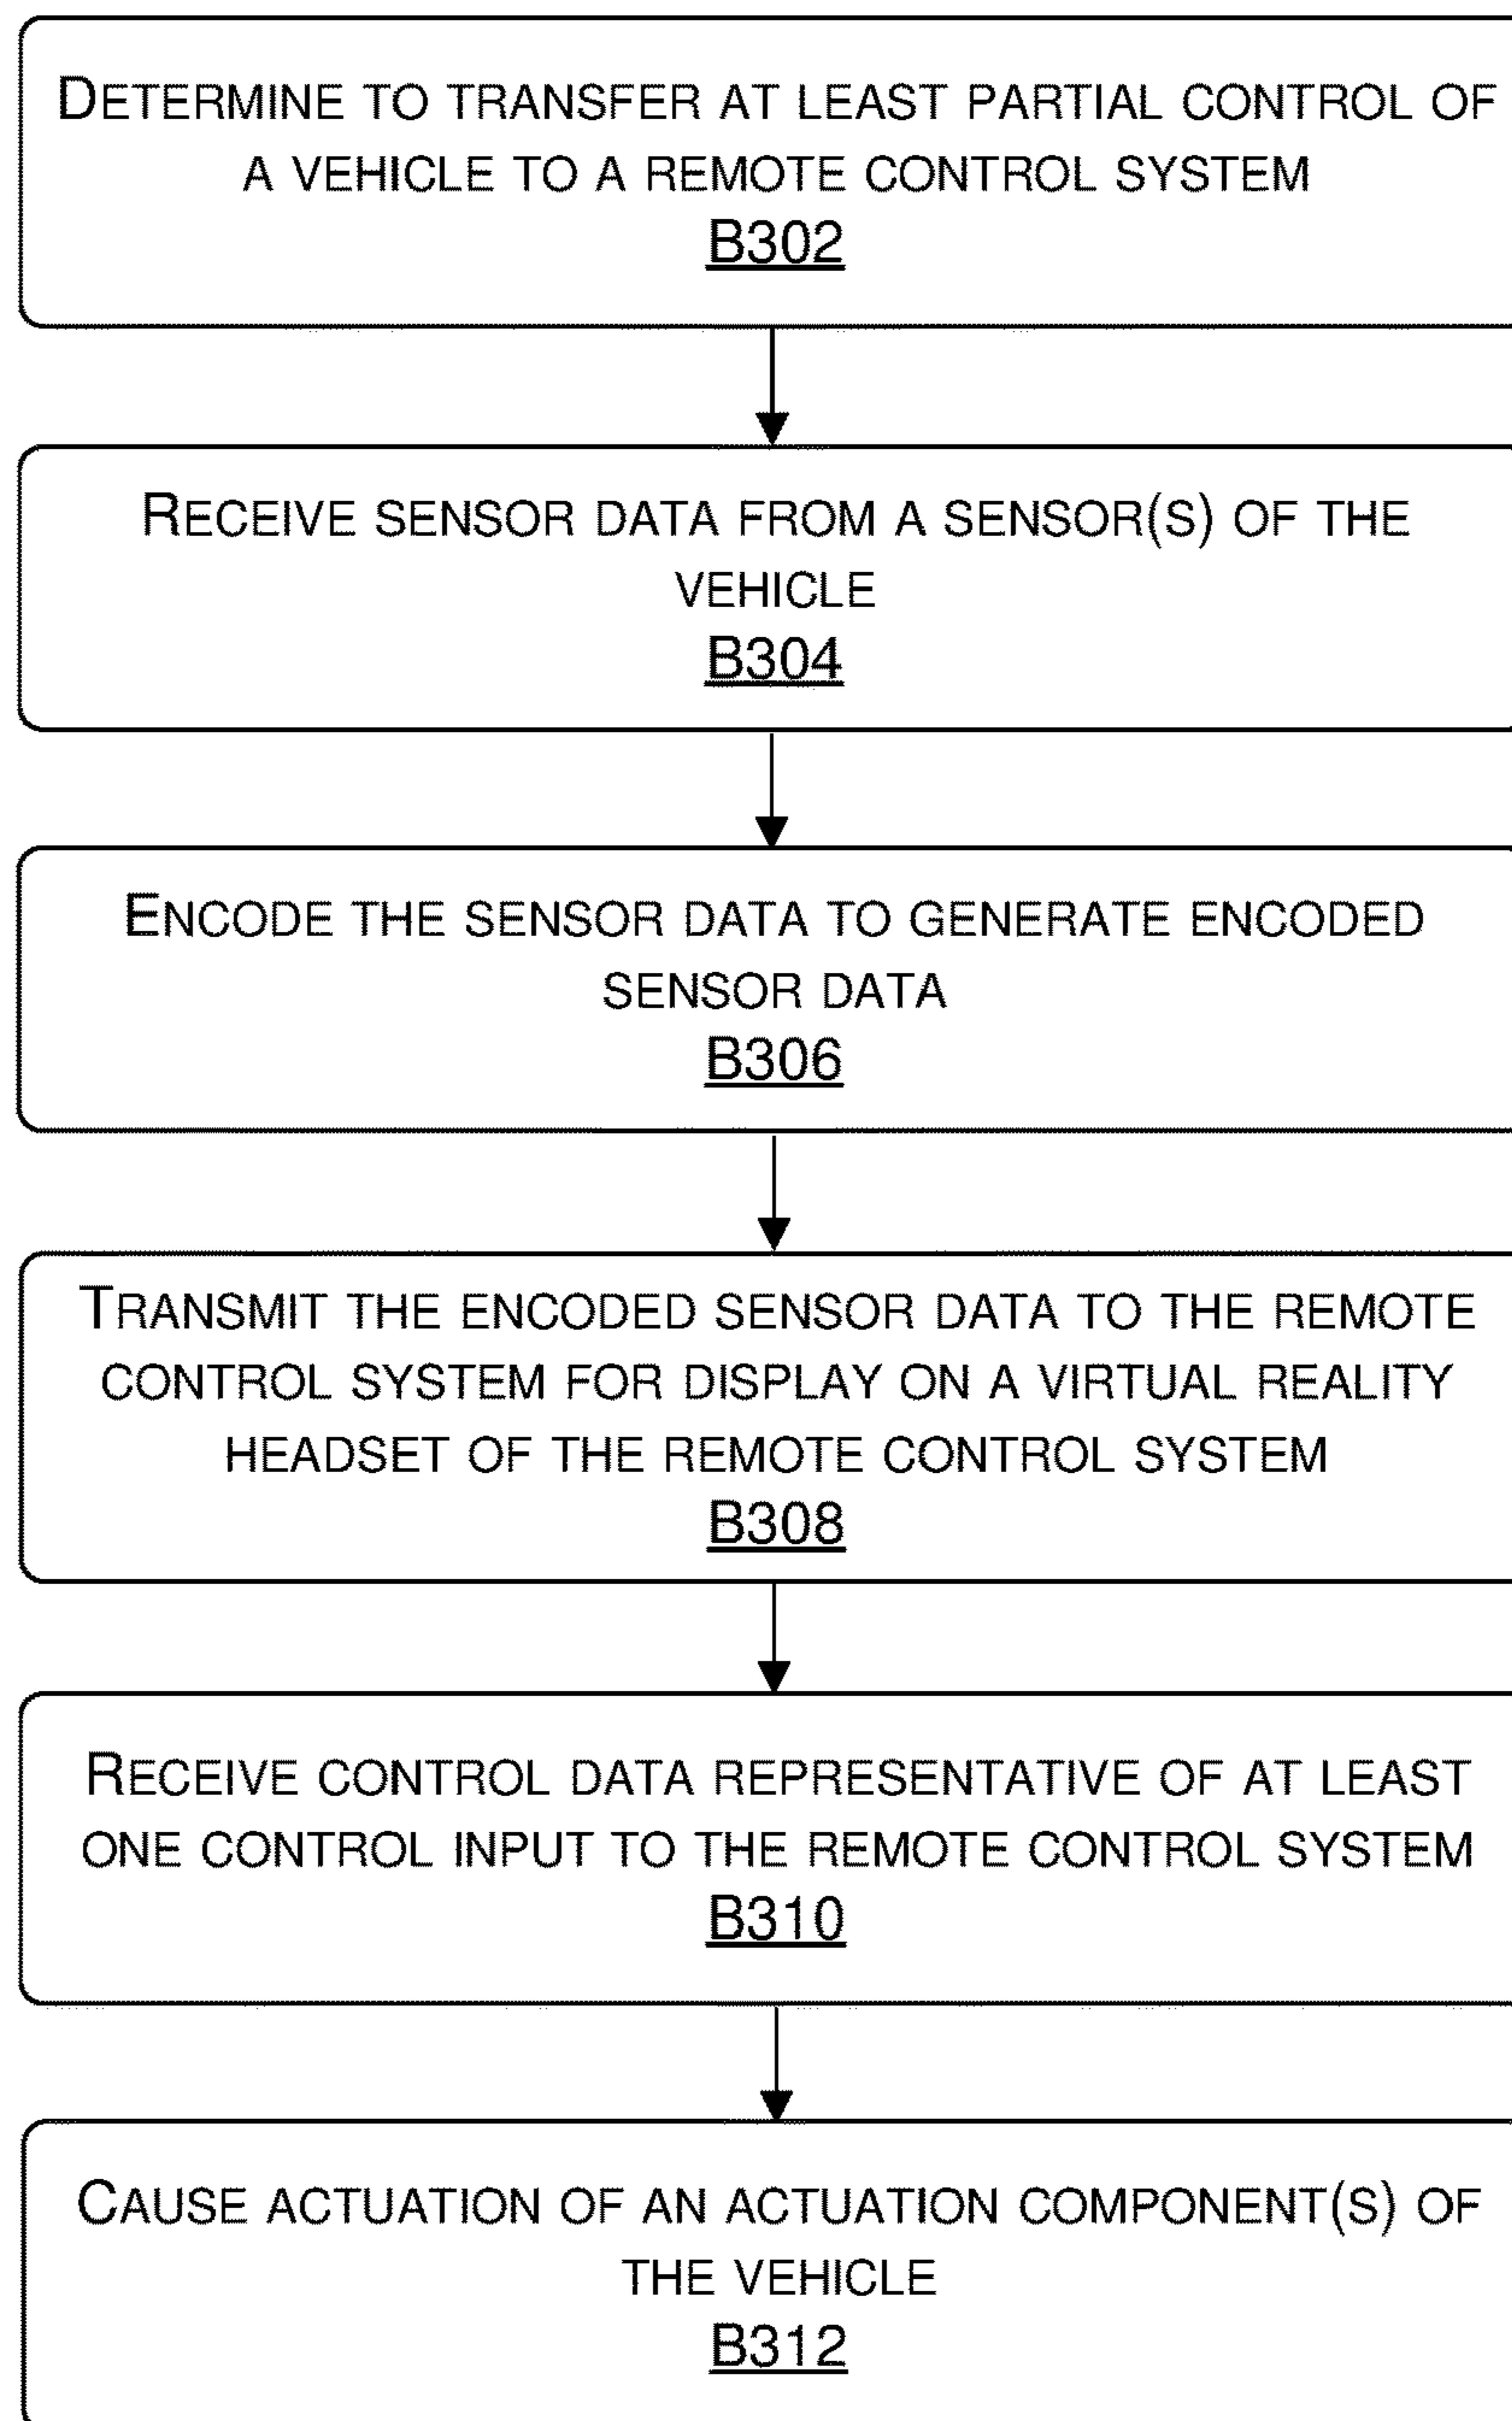 DETERMINE TO TRANSFER AT LEAST PARTIAL CONTROL OF
A VEHICLE TO A REMOTE CONTROL SYSTEM
B302
RECEIVE SENSOR DATA FROM A SENSOR(S) OF THE
VEHICLE
B304
ENCODE THE SENSOR DATA TO GENERATE ENCODED
SENSOR DATA
B306
TRANSMIT THE ENCODED SENSOR DATA TO THE REMOTE
CONTROL SYSTEM FOR DISPLAY ON A VIRTUAL REALITY
HEADSET OF THE REMOTE CONTROL SYSTEM
B308
RECEIVE CONTROL DATA REPRESENTATIVE OF AT LEAST
ONE CONTROL INPUT TO THE REMOTE CONTROL SYSTEM
B310
CAUSE ACTUATION OF AN ACTUATION COMPONENT(S) OF
THE VEHICLE
B312